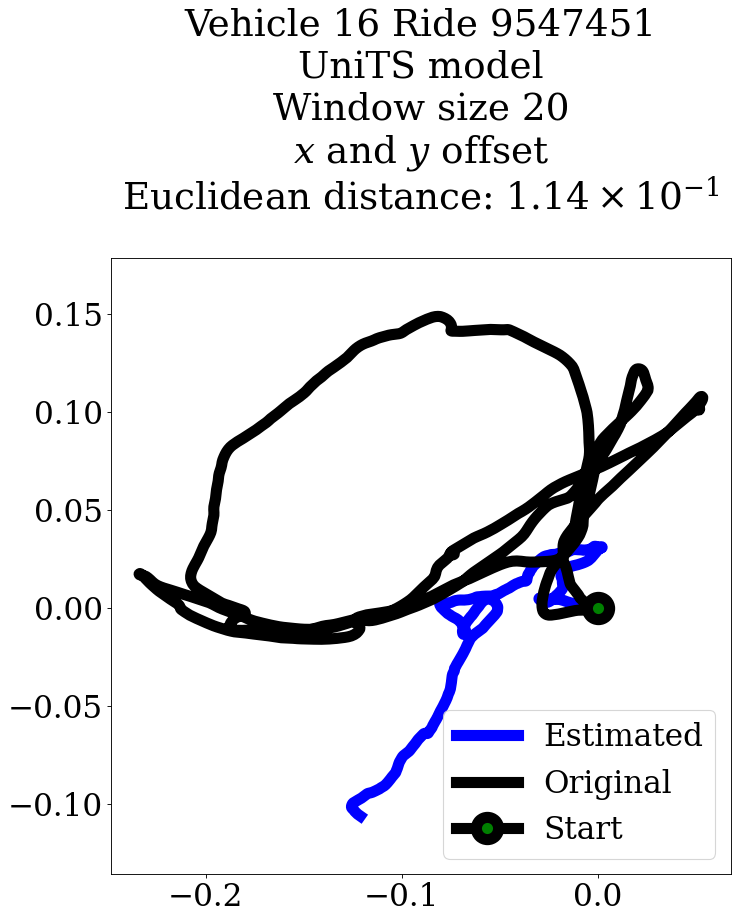 Vehicle 16 Ride 9547451
UniTS model
Window size 20
x and y offset
Euclidean distance: 1.14 × 10⁻¹
0.15
0.10
0.05
0.00
−0.05
−0.10
−0.2
−0.1
0.0
Estimated
Original
Start